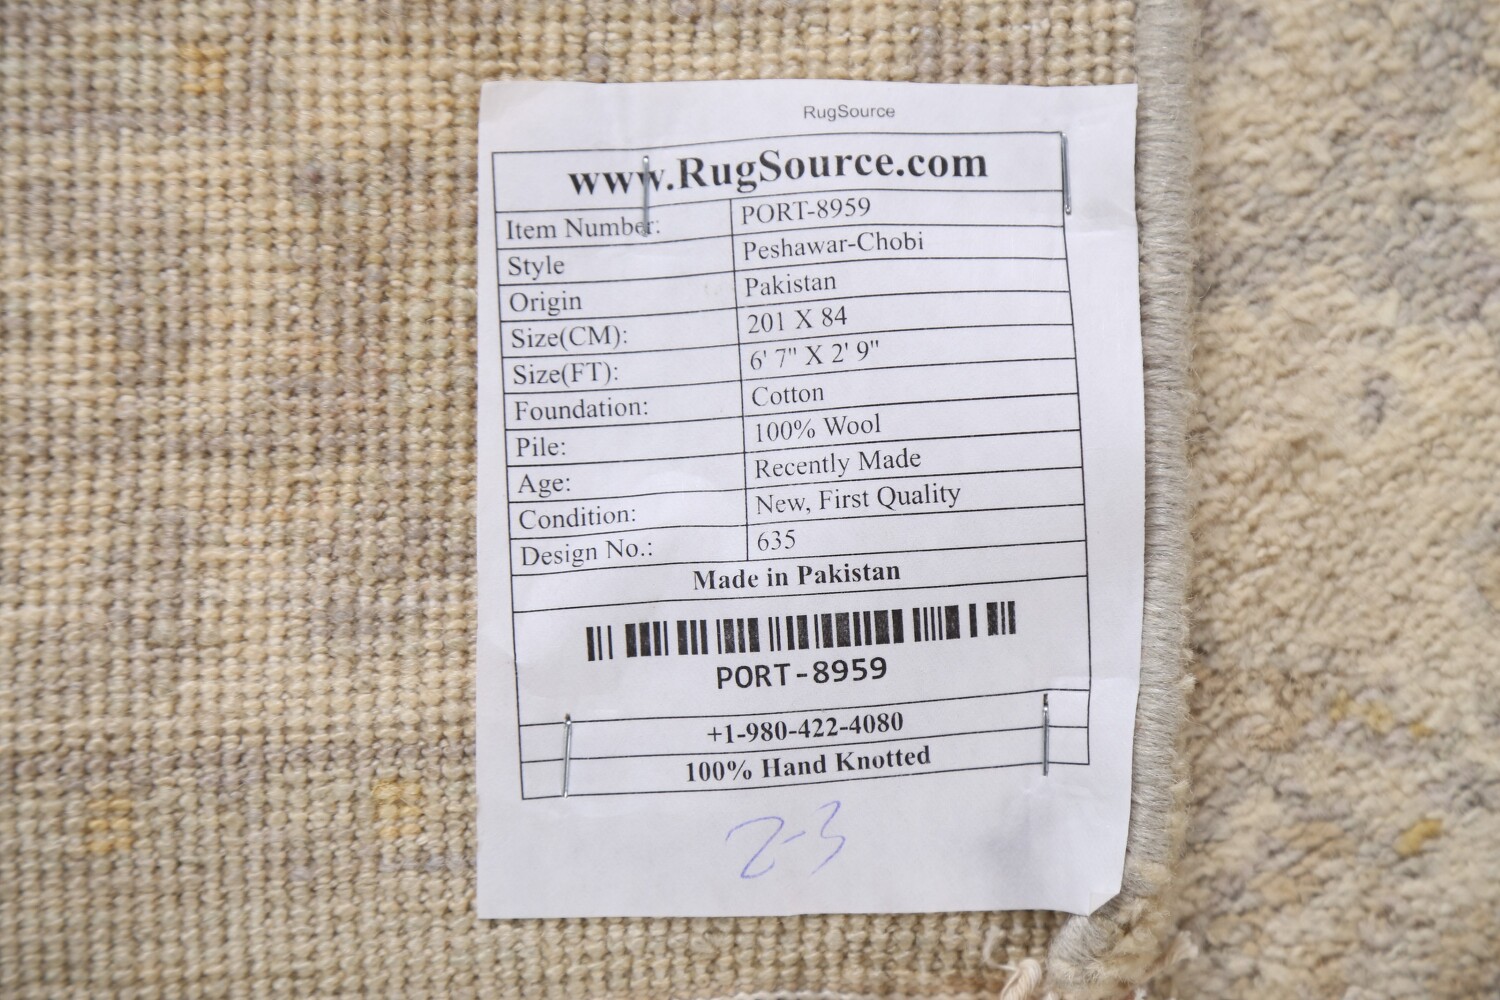 RugSource
www.RugSource.com
Item Number: PORT-8959
Style Peshawar-Chobi
Origin Pakistan
Size(CM): 201 X 84
Size(FT): 6' 7" X 2' 9"
Foundation: Cotton
Pile: 100% Wool
Age: Recently Made
Condition: New, First Quality
Design No.: 635
Made in Pakistan
PORT-8959
+1-980-422-4080
100% Hand Knotted
2-3